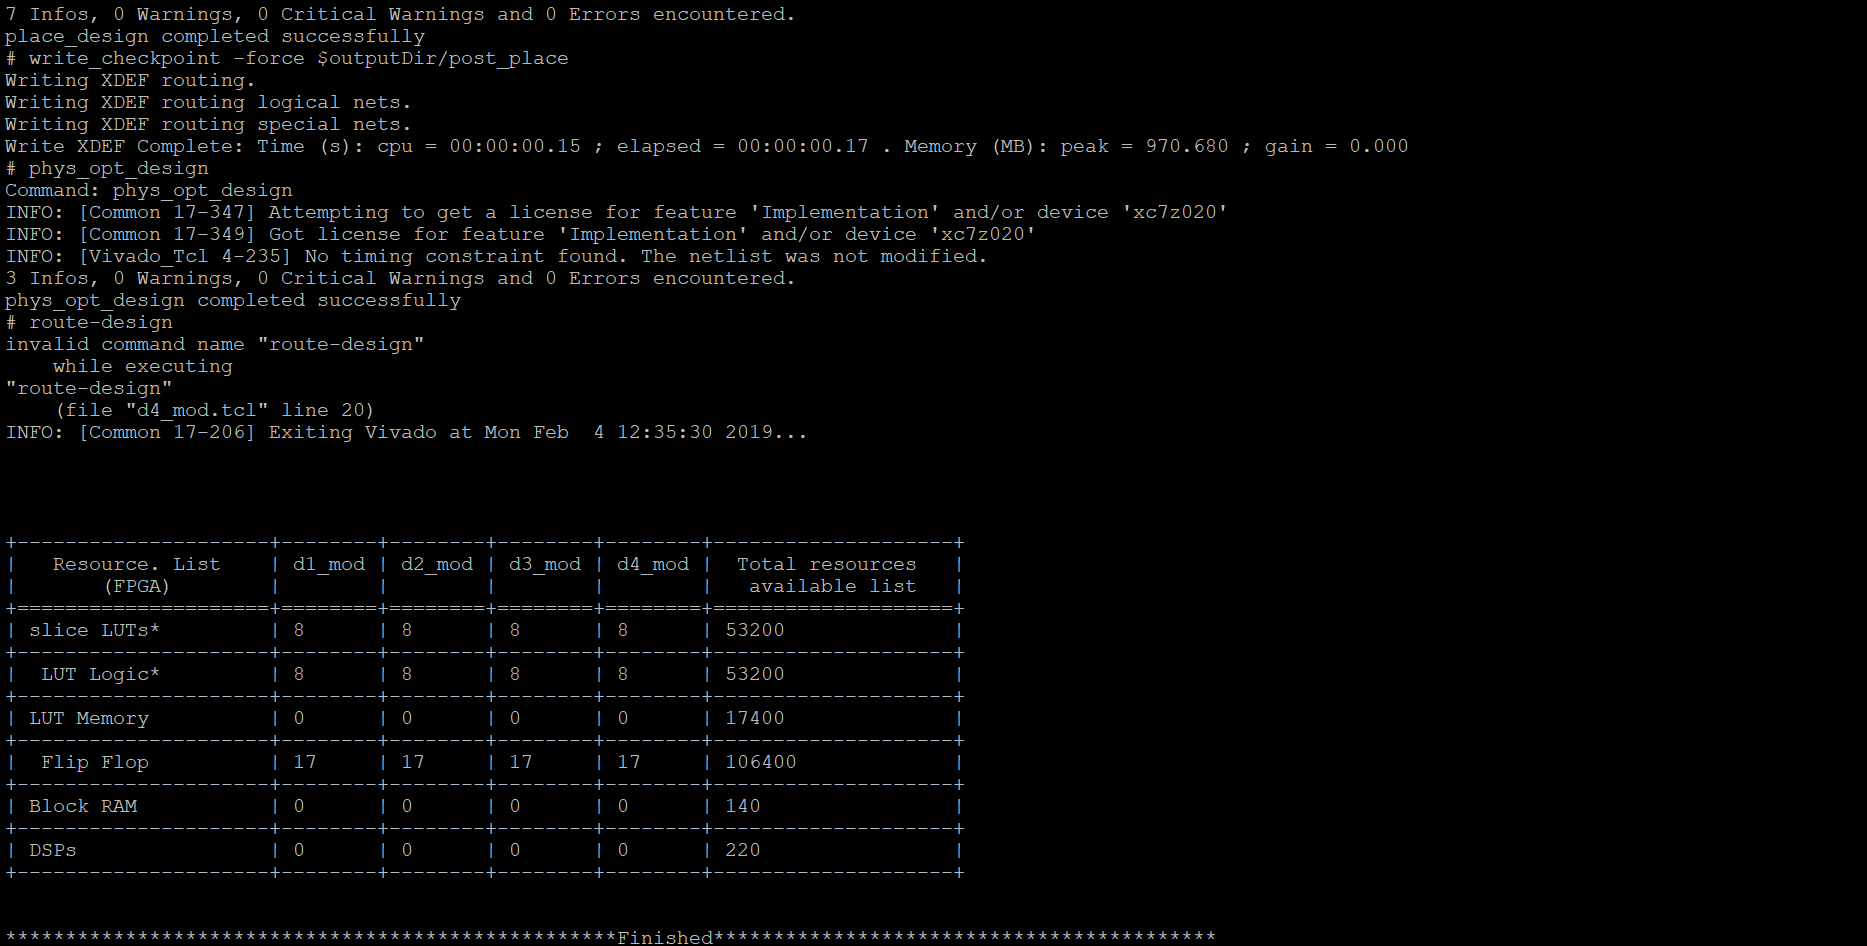 7 Infos, 0 Warnings, 0 Critical Warnings and 0 Errors encountered.
place_design completed successfully
# write_checkpoint -force $outputDir/post_place
Writing XDEF routing.
Writing XDEF routing logical nets.
Writing XDEF routing special nets.
Write XDEF Complete: Time (s): cpu = 00:00:00.15 ; elapsed = 00:00:00.17 . Memory (MB): peak = 970.680 ; gain = 0.000
# phys_opt_design
Command: phys_opt_design
INFO: [Common 17-347] Attempting to get a license for feature 'Implementation' and/or device 'xc7z020'
INFO: [Common 17-349] Got license for feature 'Implementation' and/or device 'xc7z020'
INFO: [Vivado_Tcl 4-235] No timing constraint found. The netlist was not modified.
3 Infos, 0 Warnings, 0 Critical Warnings and 0 Errors encountered.
phys_opt_design completed successfully
# route-design
invalid command name "route-design"
    while executing
"route-design"
    (file "d4_mod.tcl" line 20)
INFO: [Common 17-206] Exiting Vivado at Mon Feb  4 12:35:30 2019...
+---------------------+--------+--------+--------+--------+--------------------+
|   Resource. List    | d1_mod | d2_mod | d3_mod | d4_mod |  Total resources   |
|       (FPGA)        |        |        |        |        |   available list   |
+=====================+========+========+========+========+====================+
| slice LUTs*         | 8      | 8      | 8      | 8      | 53200              |
+---------------------+--------+--------+--------+--------+--------------------+
|  LUT Logic*         | 8      | 8      | 8      | 8      | 53200              |
+---------------------+--------+--------+--------+--------+--------------------+
| LUT Memory          | 0      | 0      | 0      | 0      | 17400              |
+---------------------+--------+--------+--------+--------+--------------------+
|  Flip Flop          | 17     | 17     | 17     | 17     | 106400             |
+---------------------+--------+--------+--------+--------+--------------------+
| Block RAM           | 0      | 0      | 0      | 0      | 140                |
+---------------------+--------+--------+--------+--------+--------------------+
| DSPs                | 0      | 0      | 0      | 0      | 220                |
+---------------------+--------+--------+--------+--------+--------------------+
***************************************************Finished******************************************